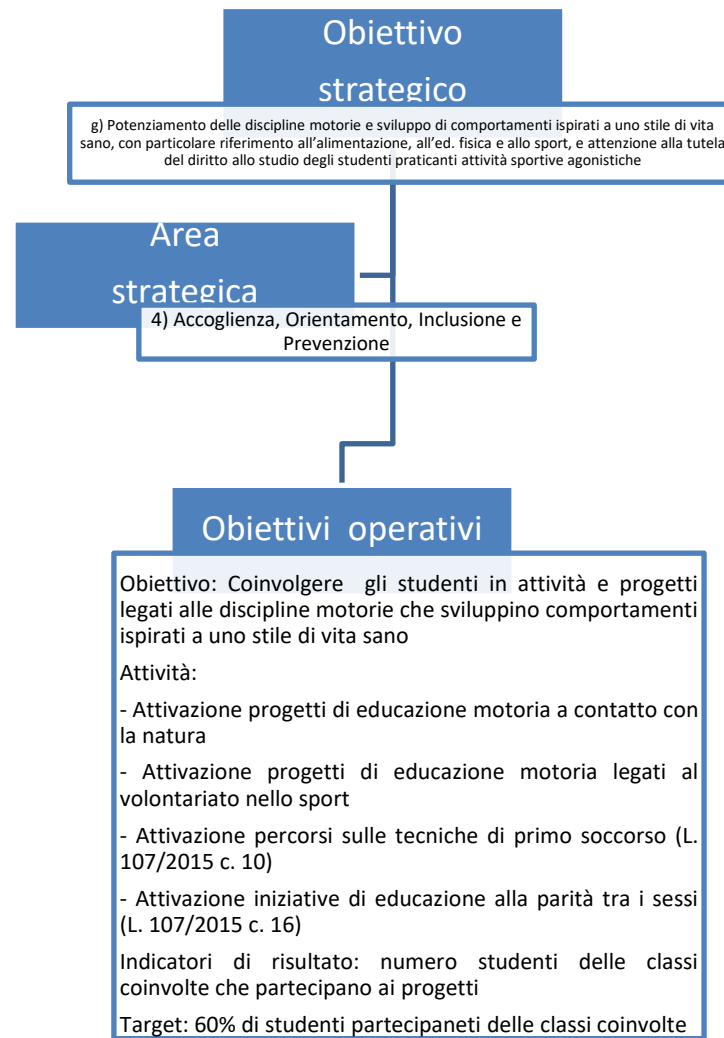 Obiettivo
strategico
g) Potenziamento delle discipline motorie e sviluppo di comportamenti ispirati a uno stile di vita
sano, con particolare riferimento all'alimentazione, all'ed. fisica e allo sport, e attenzione alla tutela
del diritto allo studio degli studenti praticanti attività sportive agonistiche
Area
strategica
4) Accoglienza, Orientamento, Inclusione e
Prevenzione
Obiettivi operativi
Obiettivo: Coinvolgere gli studenti in attività e progetti
legati alle discipline motorie che sviluppino comportamenti
ispirati a uno stile di vita sano
Attività:
- Attivazione progetti di educazione motoria a contatto con
la natura
- Attivazione progetti di educazione motoria legati al
volontariato nello sport
- Attivazione percorsi sulle tecniche di primo soccorso (L.
107/2015 c. 10)
- Attivazione iniziative di educazione alla parità tra i sessi
(L. 107/2015 c. 16)
Indicatori di risultato: numero studenti delle classi
coinvolte che partecipano ai progetti
Target: 60% di studenti partecipaneti delle classi coinvolte